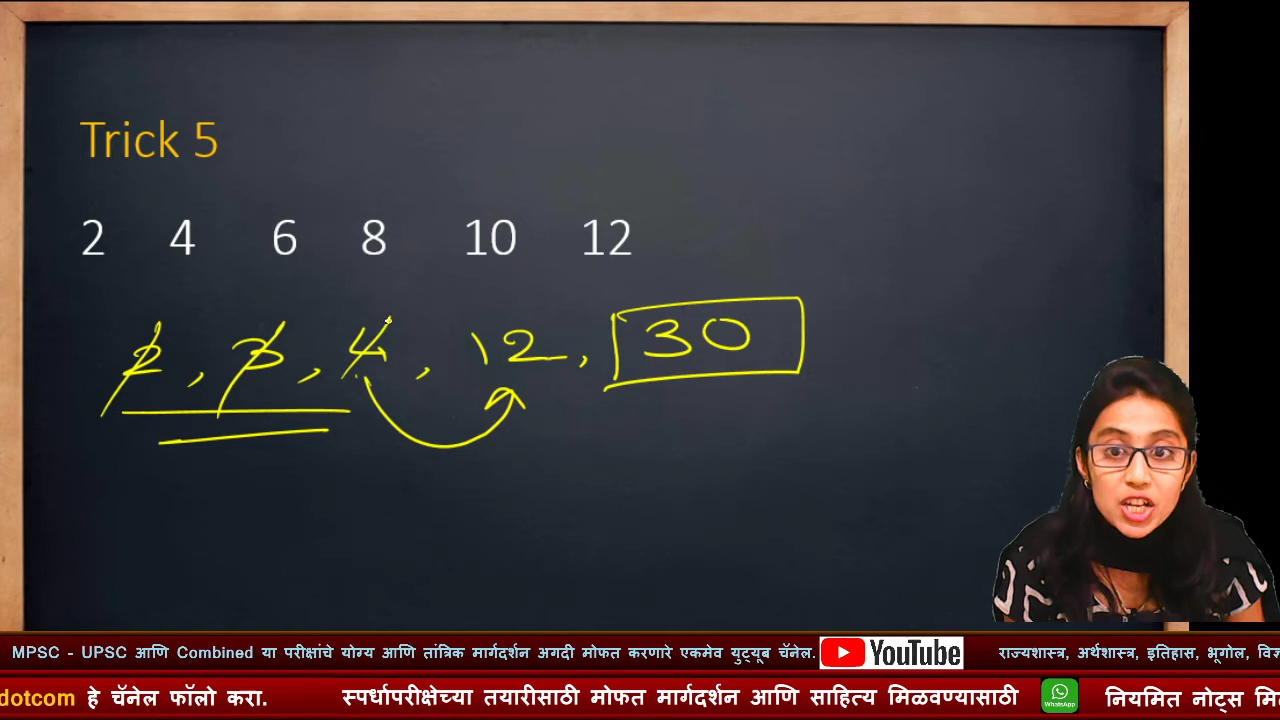 Trick 5
2 4 6 8 10 12
2, 3, 4, 12, 30
MPSC - UPSC आणि Combined या परीक्षांचे योग्य आणि तांत्रिक मार्गदर्शन अगदी मोफत करणारे एकमेव युट्यूब चॅनेल. YouTube राज्यशास्त्र, अर्थशास्त्र, इतिहास, भूगोल,
dotcom हे चॅनेल फॉलो करा. स्पर्धापरीक्षेच्या तयारीसाठी मोफत मार्गदर्शन आणि साहित्य मिळवण्यासाठी WhatsApp नियमित नोट्स